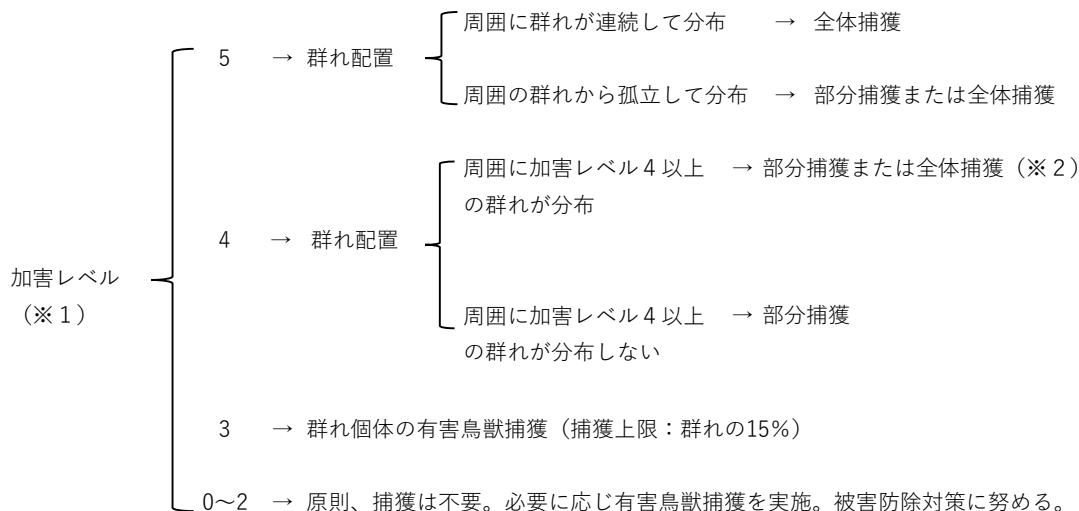 周囲に群れが連続して分布 → 全体捕獲
5 → 群れ配置
周囲の群れから孤立して分布 → 部分捕獲または全体捕獲
周囲に加害レベル４以上 → 部分捕獲または全体捕獲（※２）
の群れが分布
4 → 群れ配置
加害レベル
（※１）
周囲に加害レベル４以上 → 部分捕獲
の群れが分布しない
3 → 群れ個体の有害鳥獣捕獲（捕獲上限：群れの15%）
0～2 → 原則、捕獲は不要。必要に応じ有害鳥獣捕獲を実施。被害防除対策に努める。